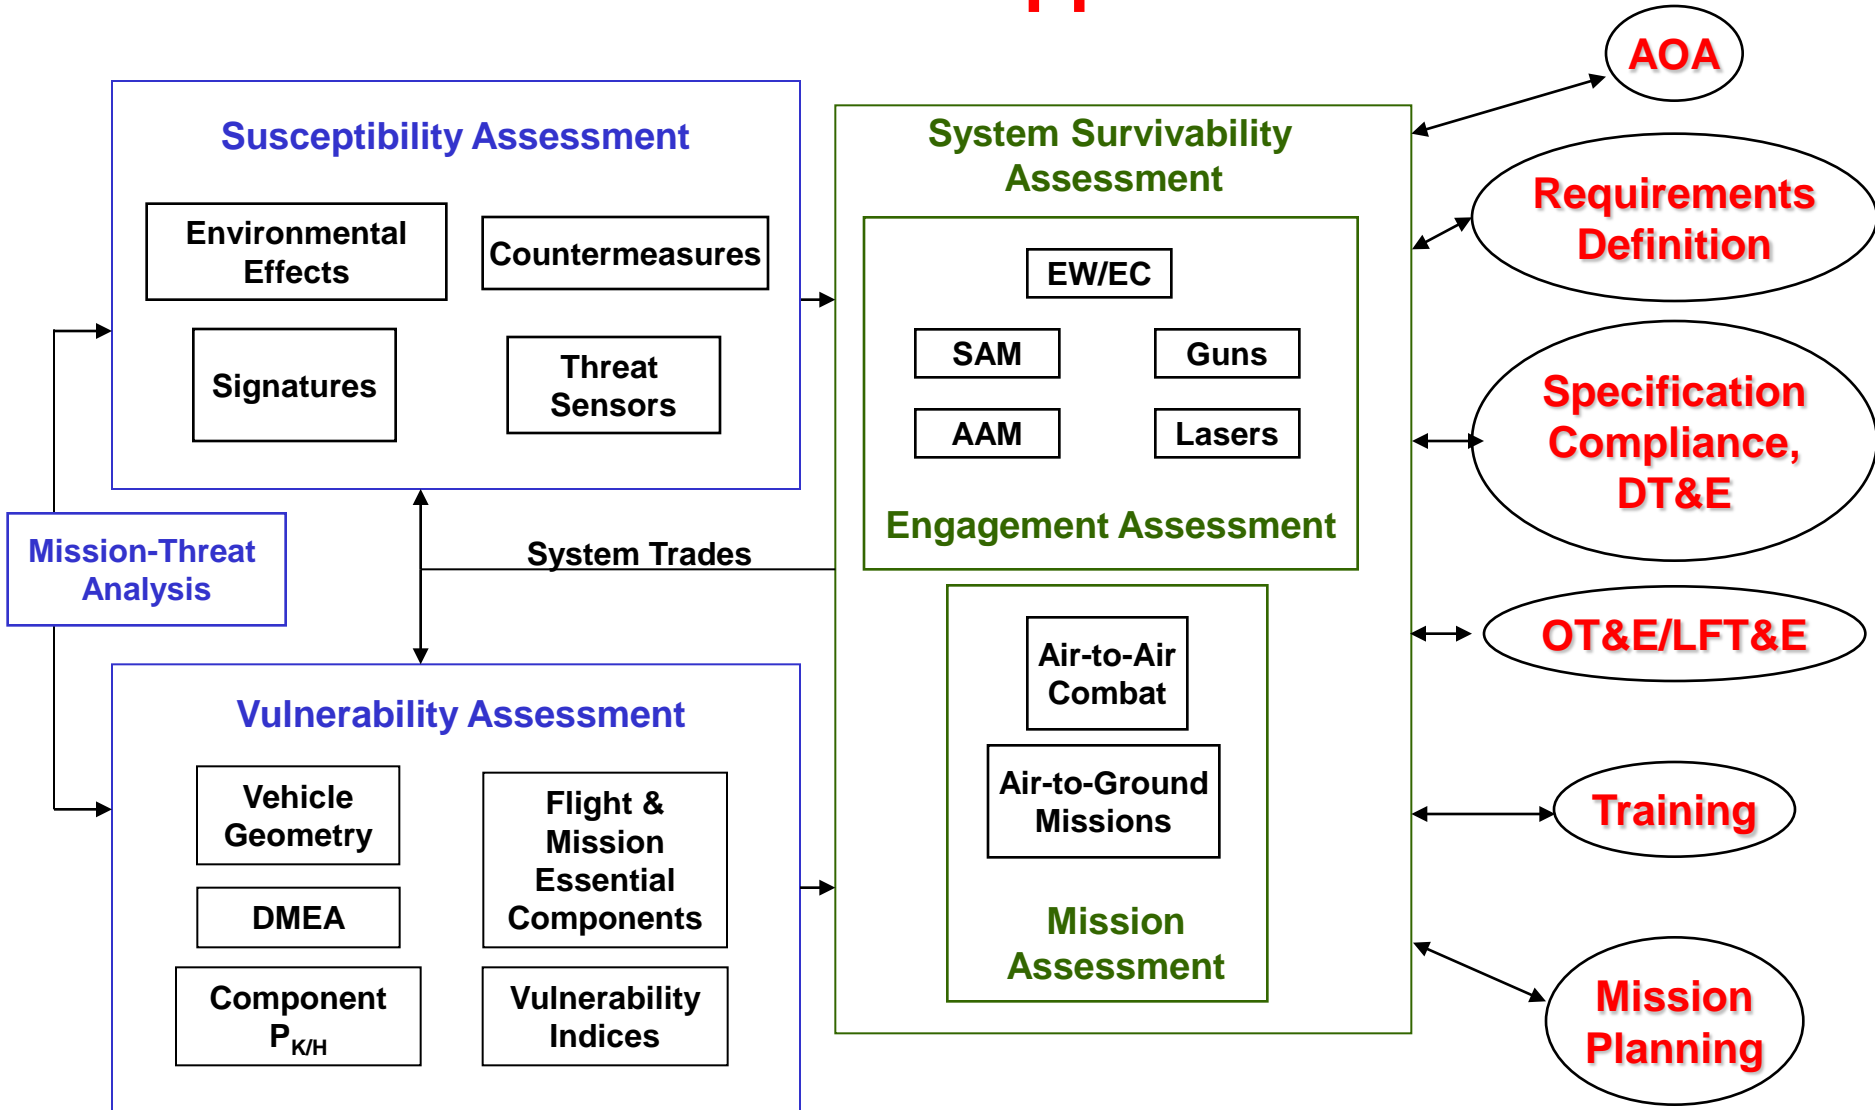 AOA
Susceptibility Assessment
Environmental
Effects
Countermeasures
Signatures
Threat
Sensors
Mission-Threat
Analysis
System Trades
Vulnerability Assessment
Vehicle
Geometry
Flight &
Mission
Essential
Components
DMEA
Component
P_K/H
Vulnerability
Indices
System Survivability
Assessment
EW/EC
SAM
Guns
AAM
Lasers
Engagement Assessment
Air-to-Air
Combat
Air-to-Ground
Missions
Mission
Assessment
Requirements
Definition
Specification
Compliance,
DT&E
OT&E/LFT&E
Training
Mission
Planning